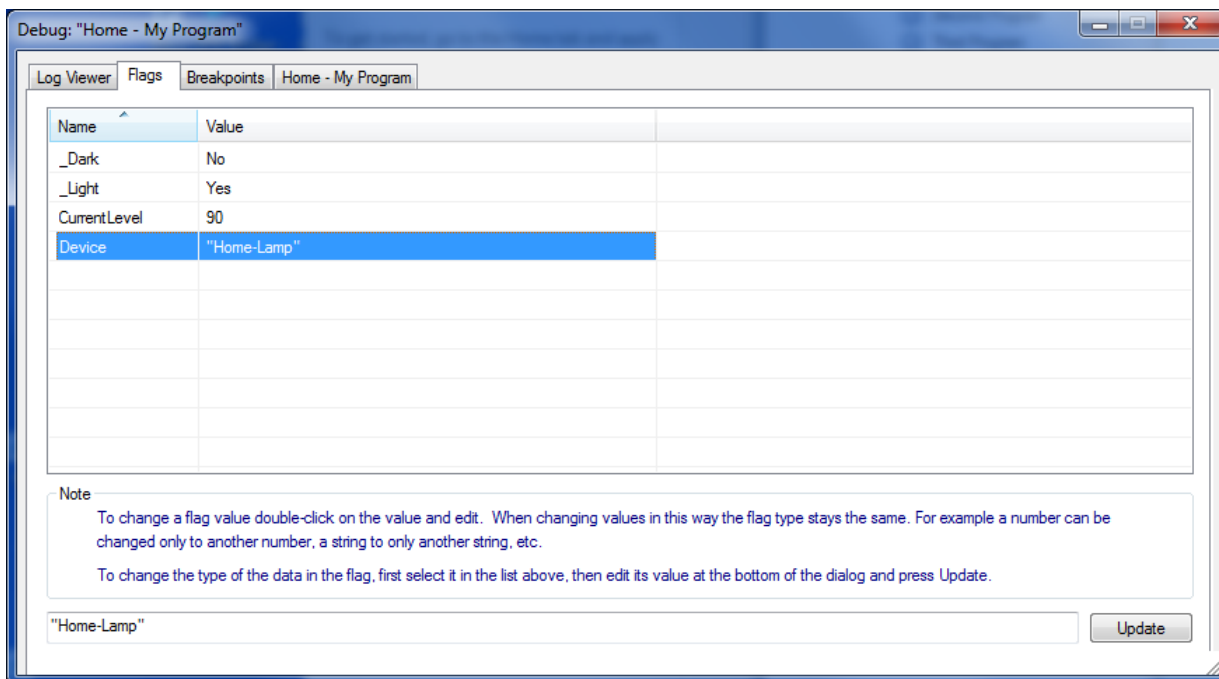 Debug: "Home - My Program"
Log Viewer Flags Breakpoints Home - My Program
Name Value
_Dark No
_Light Yes
CurrentLevel 90
Device "Home-Lamp"
Note
To change a flag value double-click on the value and edit. When changing values in this way the flag type stays the same. For example a number can be
changed only to another number, a string to only another string, etc.
To change the type of the data in the flag, first select it in the list above, then edit its value at the bottom of the dialog and press Update.
"Home-Lamp" Update